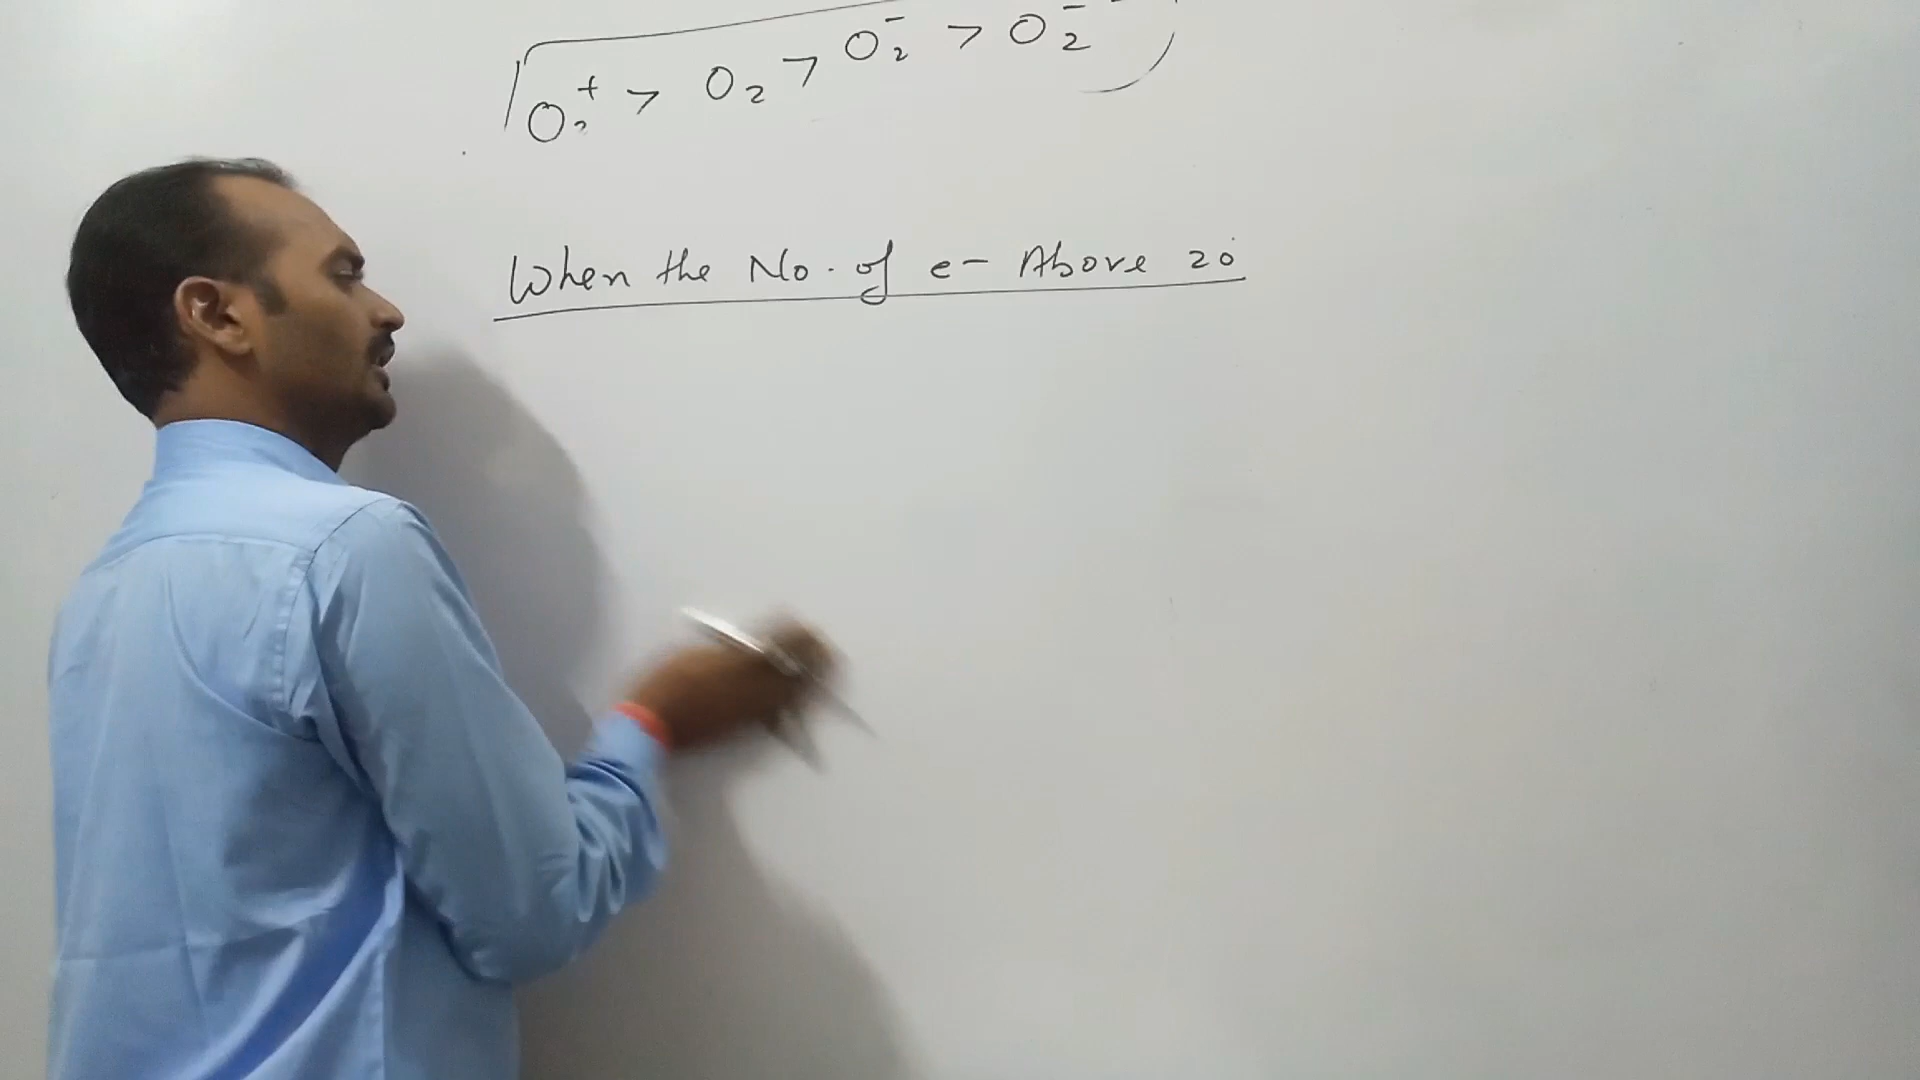 O₂⁺ > O₂ > O₂⁻ > O₂⁻⁻
When the No. of e- Above 20